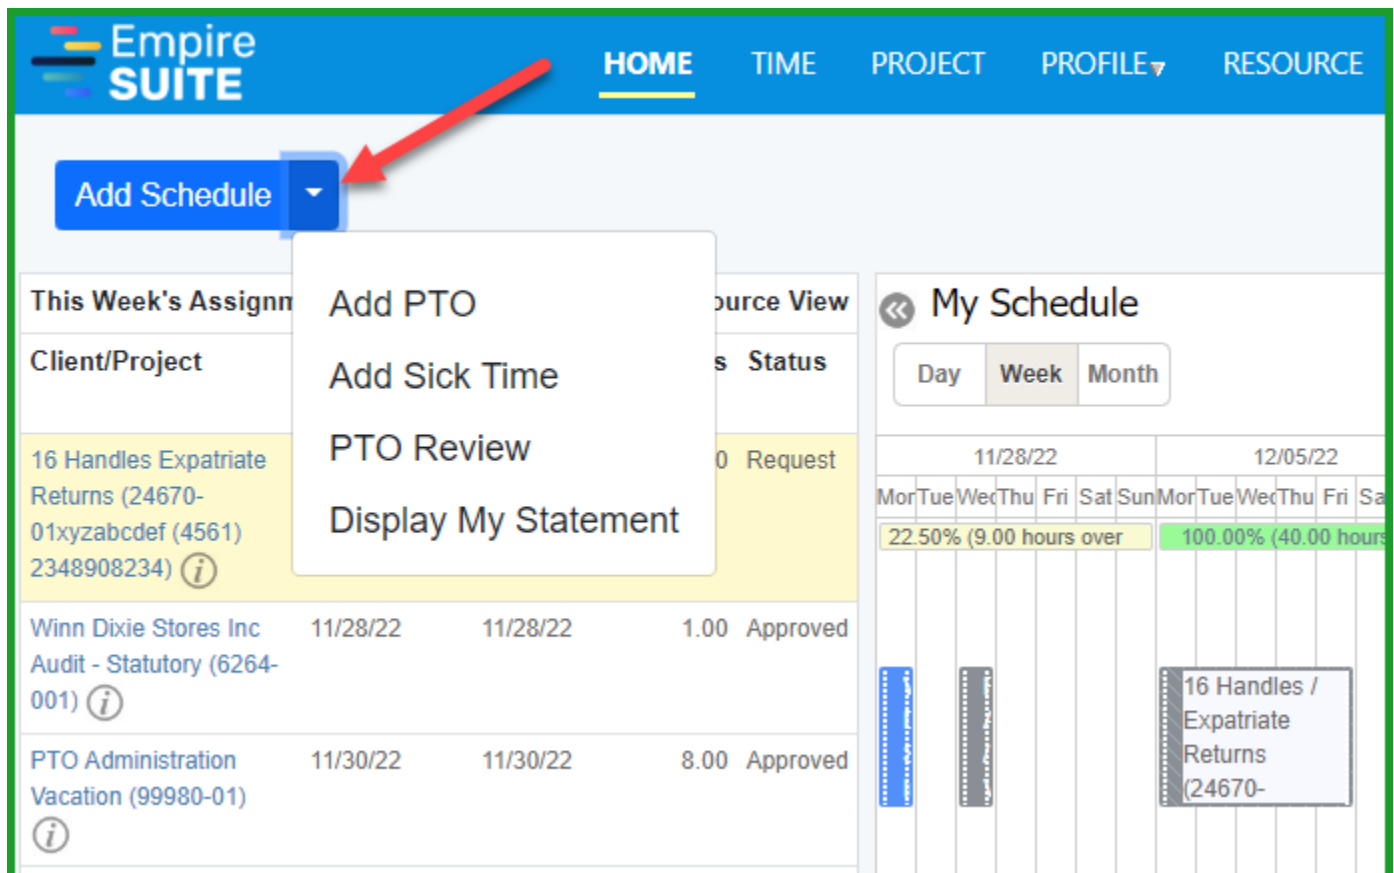 Empire
SUITE
HOME TIME PROJECT PROFILE RESOURCE
Add Schedule
Add PTO
Add Sick Time
PTO Review
Display My Statement
This Week's Assignm
ource View
Client/Project
s Status
16 Handles Expatriate
Returns (24670-
01xyzabcdef (4561)
2348908234) i
0 Request
Winn Dixie Stores Inc 11/28/22 11/28/22 1.00 Approved
Audit - Statutory (6264-
001) i
PTO Administration 11/30/22 11/30/22 8.00 Approved
Vacation (99980-01)
i
My Schedule
Day Week Month
11/28/22 12/05/22
Mon Tue Wed Thu Fri Sat Sun Mon Tue Wed Thu Fri Sa
22.50% (9.00 hours over 100.00% (40.00 hours
16 Handles /
Expatriate
Returns
(24670-